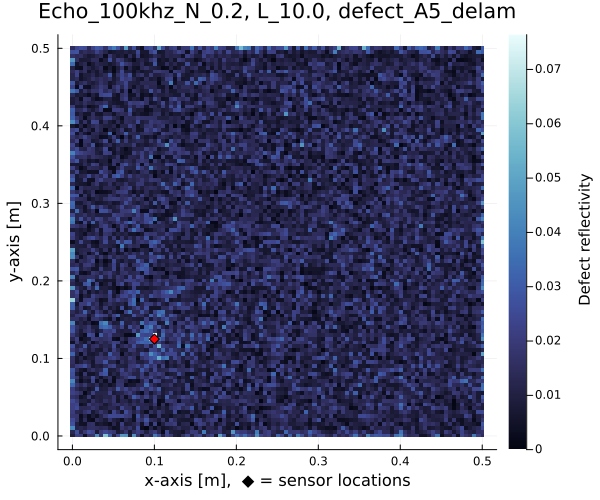 Echo_100khz_N_0.2, L_10.0, defect_A5_delam
0.5
0.4
0.3
0.2
0.1
0.0
y-axis [m]
0.0 0.1 0.2 0.3 0.4 0.5
x-axis [m], ◆ = sensor locations
0.07
0.06
0.05
0.04
0.03
0.02
0.01
0
Defect reflectivity